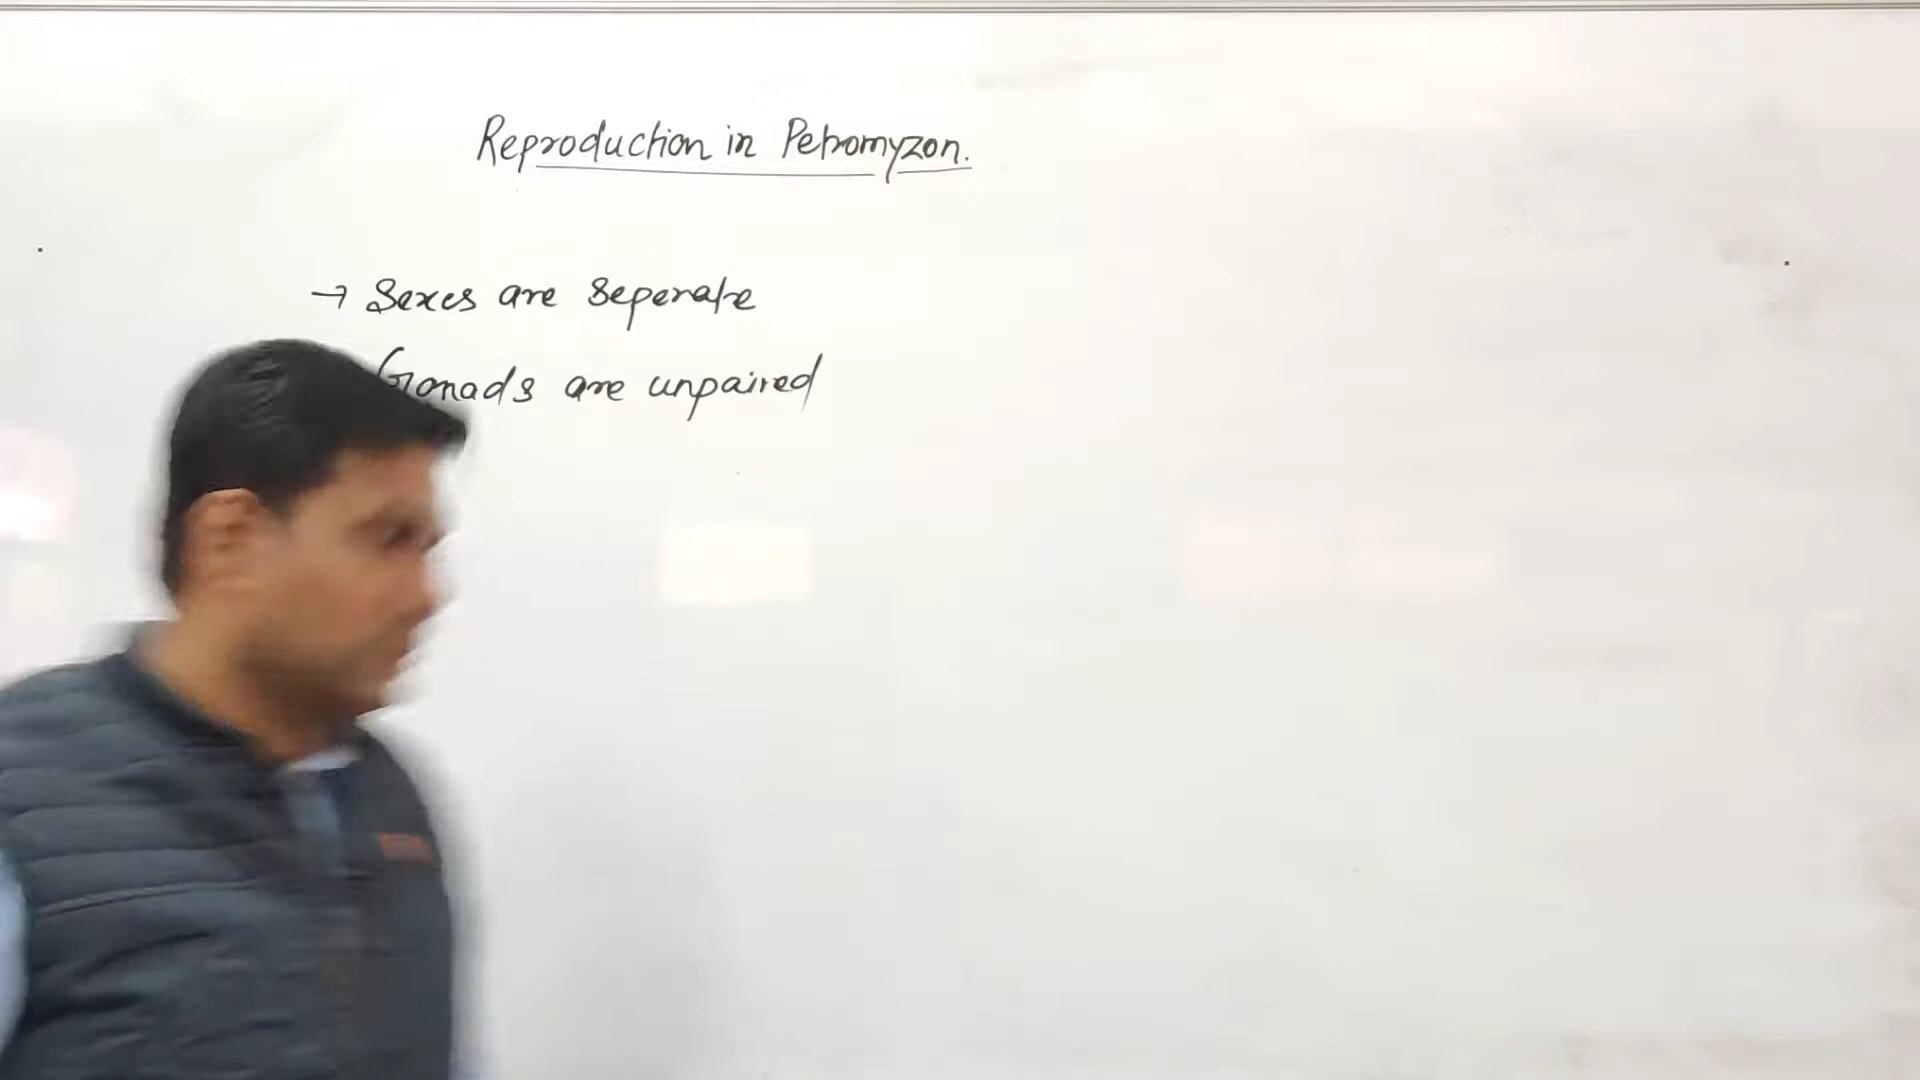 Reproduction in Petromyzon.
→ Sexes are Seperate
Gonads are unpaired